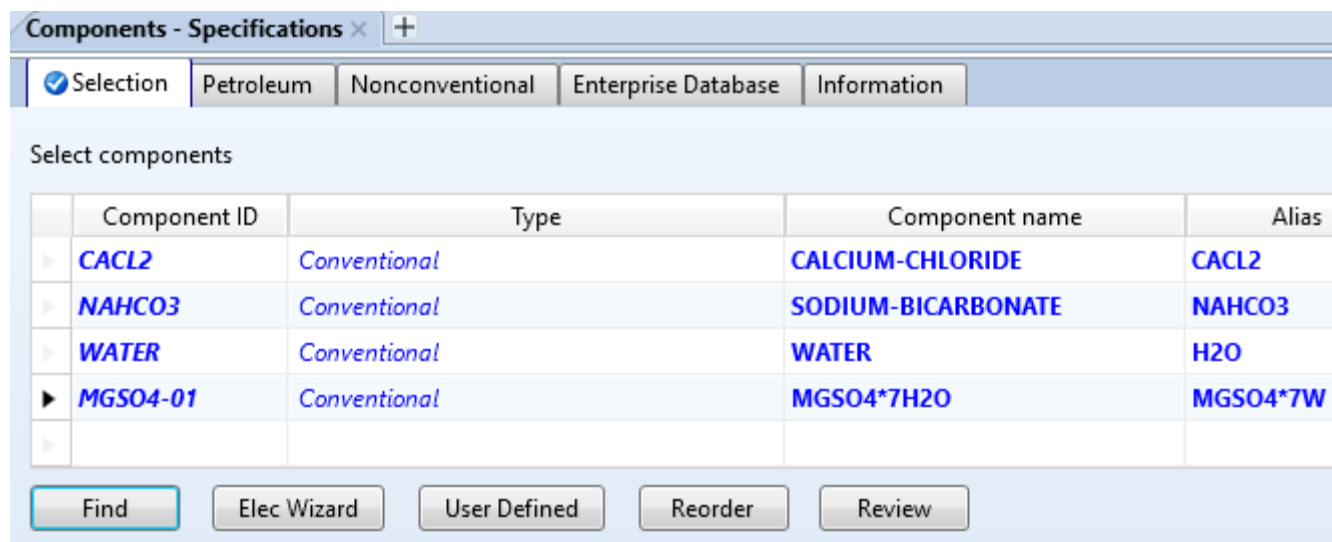 Components - Specifications × +
Selection Petroleum Nonconventional Enterprise Database Information
Select components
Component ID Type Component name Alias
CACL2 Conventional CALCIUM-CHLORIDE CACL2
NAHCO3 Conventional SODIUM-BICARBONATE NAHCO3
WATER Conventional WATER H2O
MGSO4-01 Conventional MGSO4*7H2O MGSO4*7W
Find Elec Wizard User Defined Reorder Review